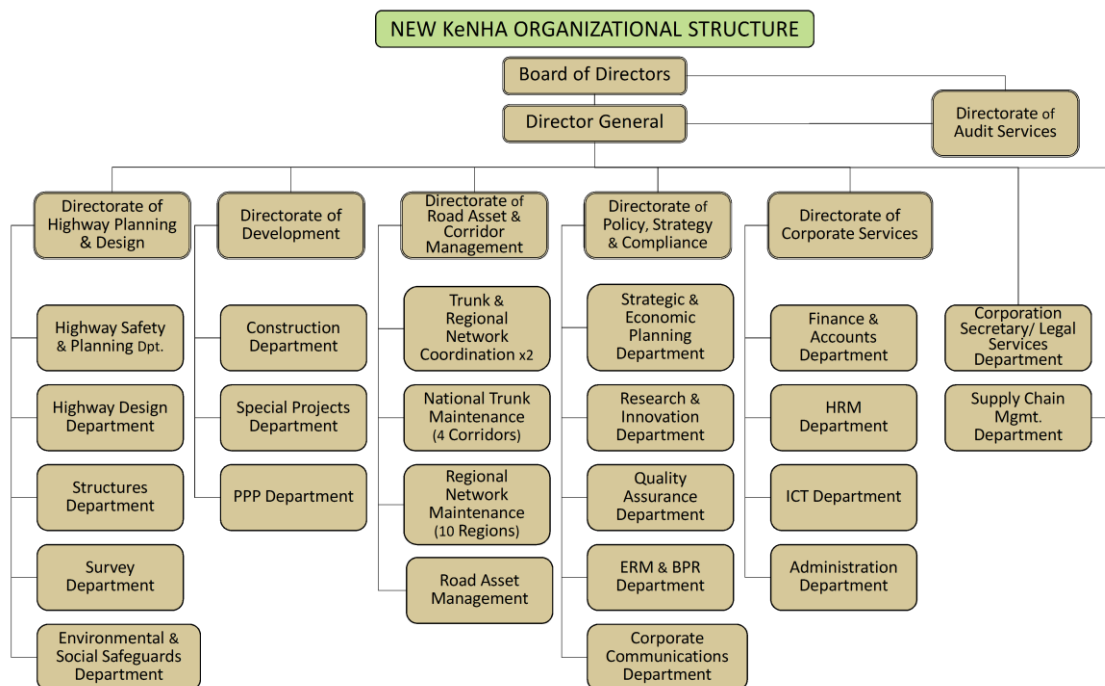 NEW KeNHA ORGANIZATIONAL STRUCTURE
Board of Directors
Director General
Directorate of
Audit Services
Directorate of
Highway Planning
& Design
Directorate of
Development
Directorate of
Road Asset &
Corridor
Management
Directorate of
Policy, Strategy
& Compliance
Directorate of
Corporate Services
Highway Safety
& Planning Dpt.
Highway Design
Department
Structures
Department
Survey
Department
Environmental &
Social Safeguards
Department
Construction
Department
Special Projects
Department
PPP Department
Trunk &
Regional
Network
Coordination x2
National Trunk
Maintenance
(4 Corridors)
Regional
Network
Maintenance
(10 Regions)
Road Asset
Management
Strategic &
Economic
Planning
Department
Research &
Innovation
Department
Quality
Assurance
Department
ERM & BPR
Department
Corporate
Communications
Department
Finance &
Accounts
Department
HRM
Department
ICT Department
Administration
Department
Corporation
Secretary/ Legal
Services
Department
Supply Chain
Mgmt.
Department